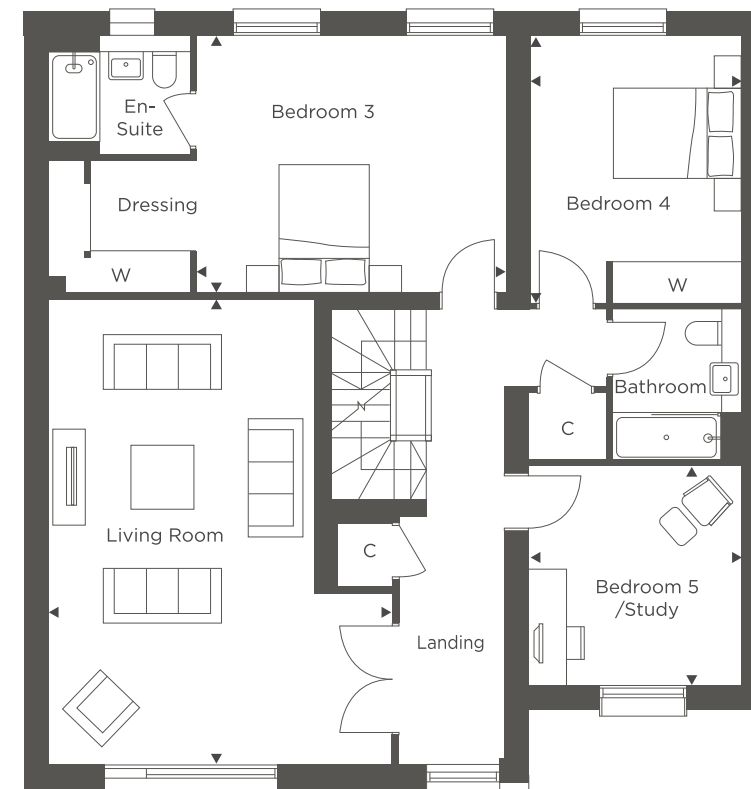 En-
Suite
Bedroom 3
Bedroom 4
Dressing
W
W
Bathroom
C
Living Room
C
Bedroom 5
/Study
Landing